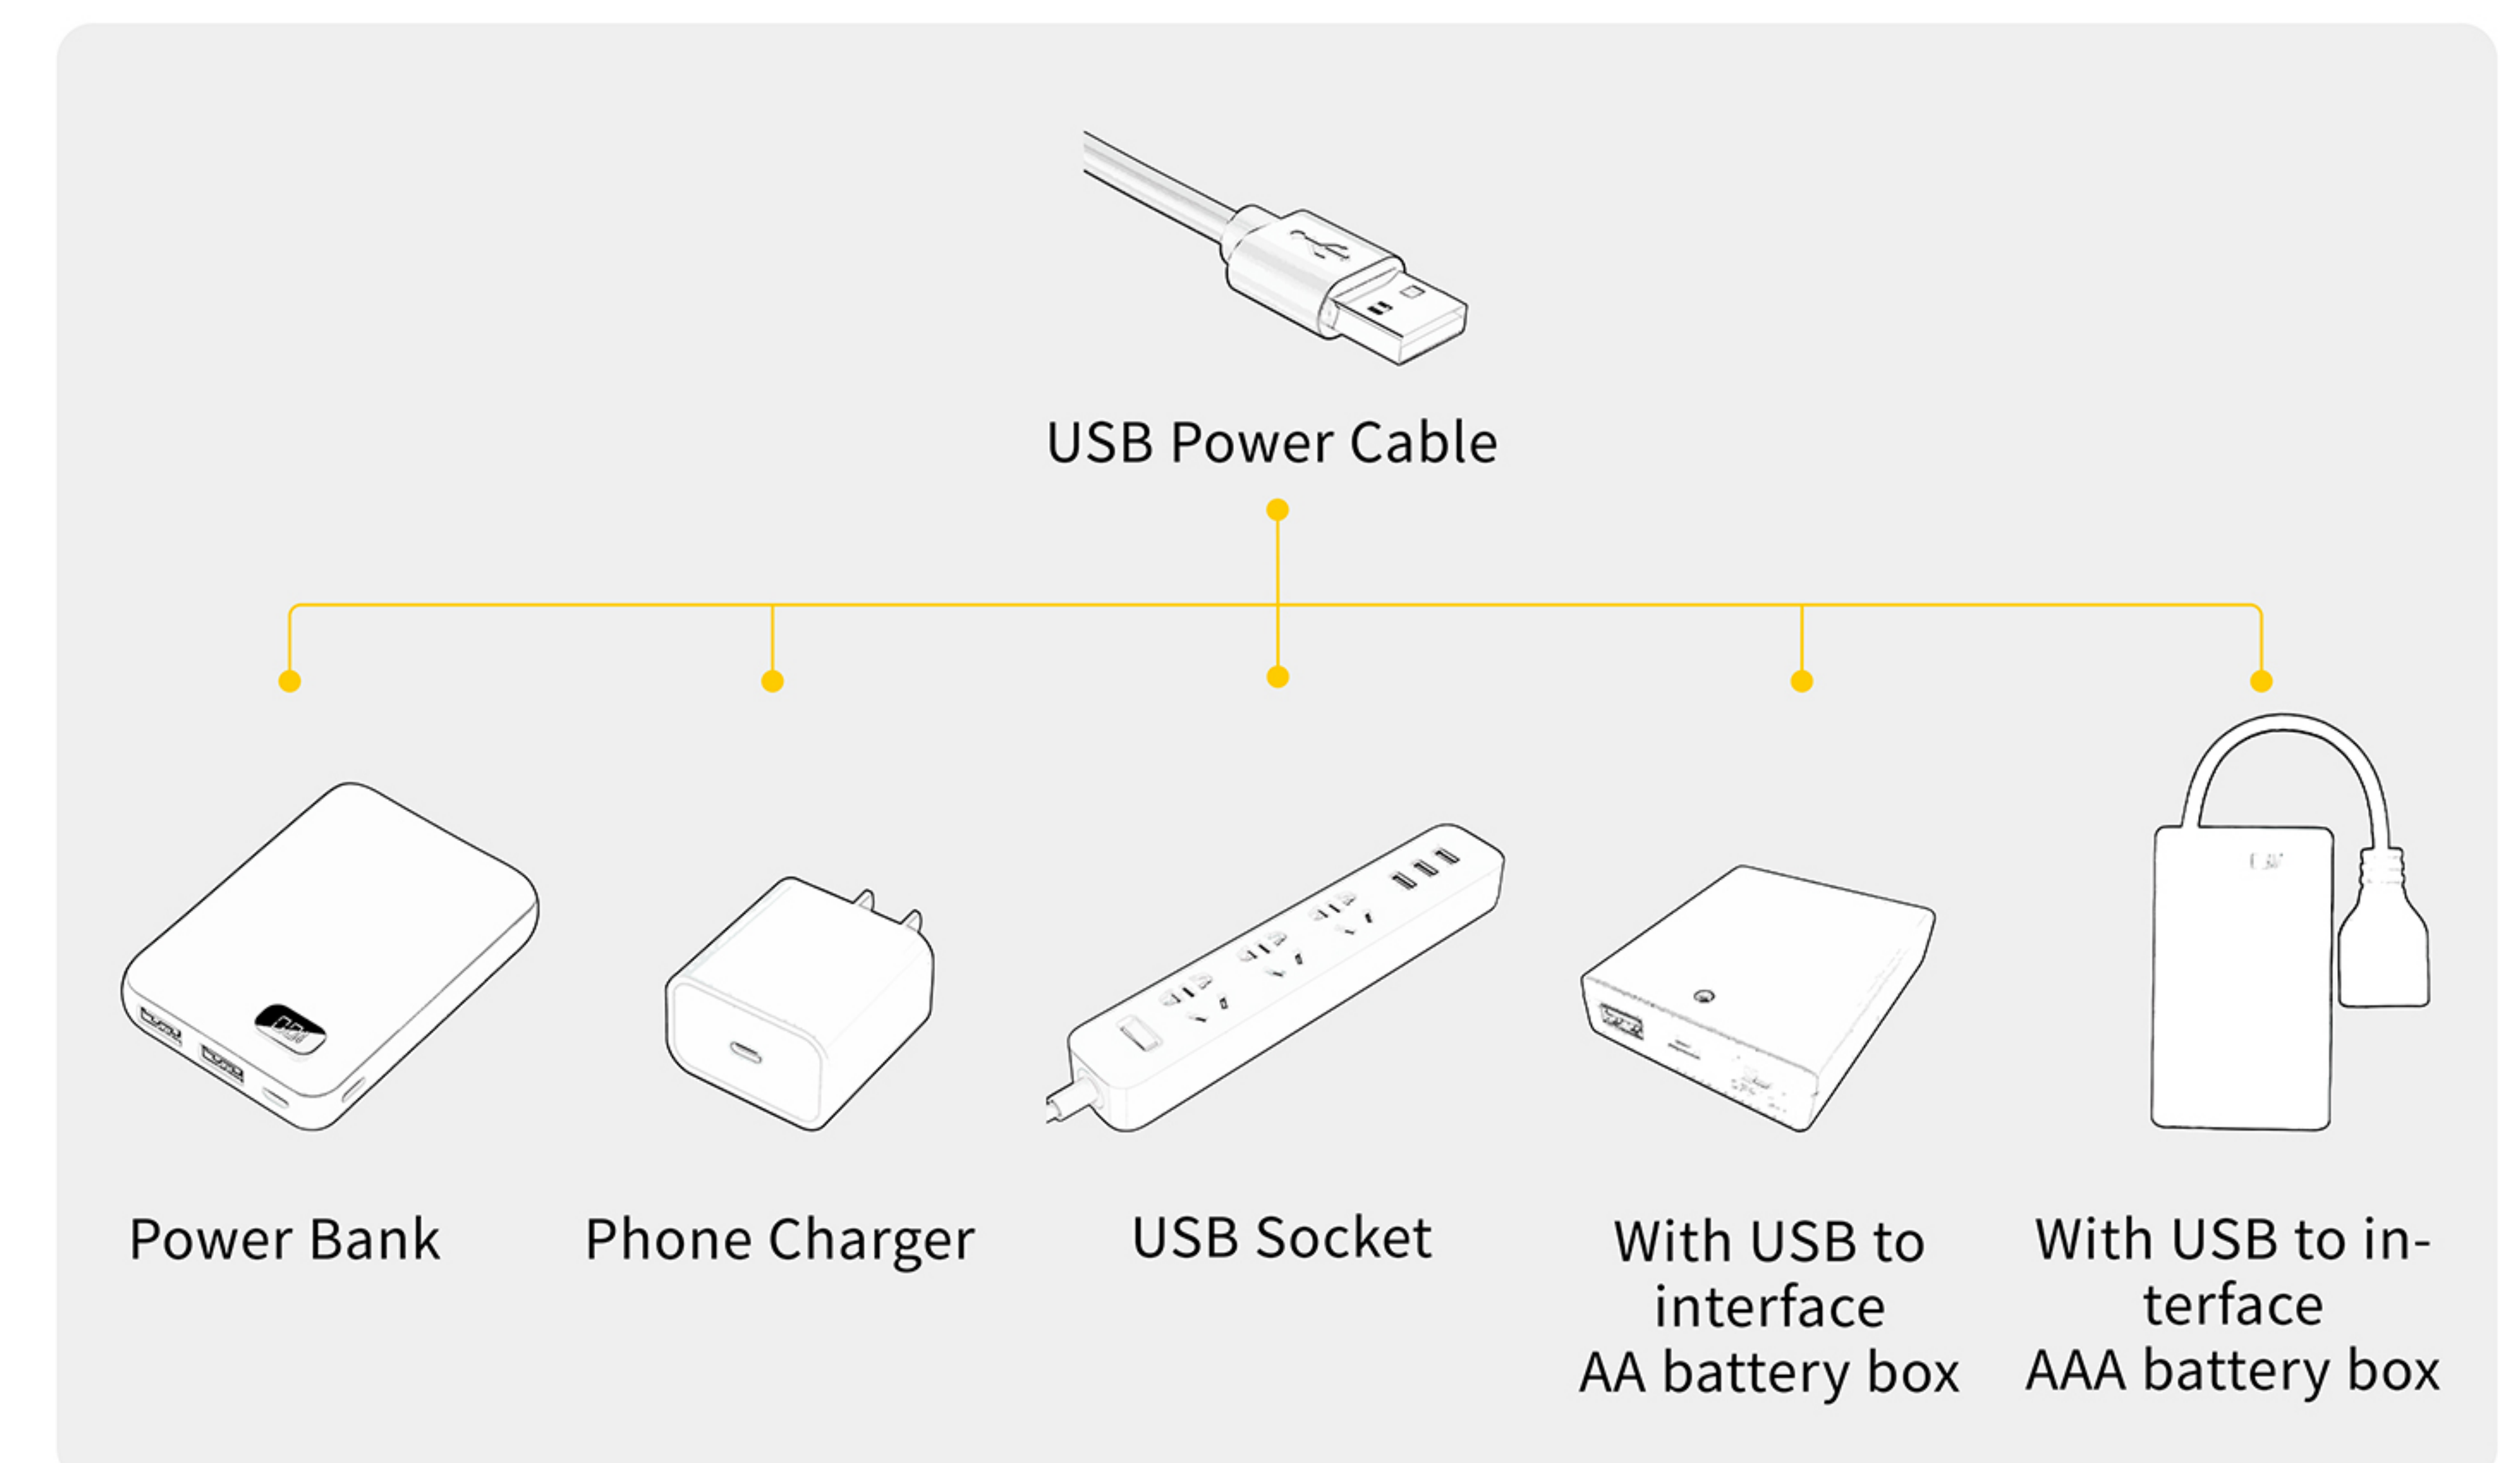 USB Power Cable
Power Bank
Phone Charger
USB Socket
With USB to
interface
AA battery box
With USB to in-
terface
AAA battery box